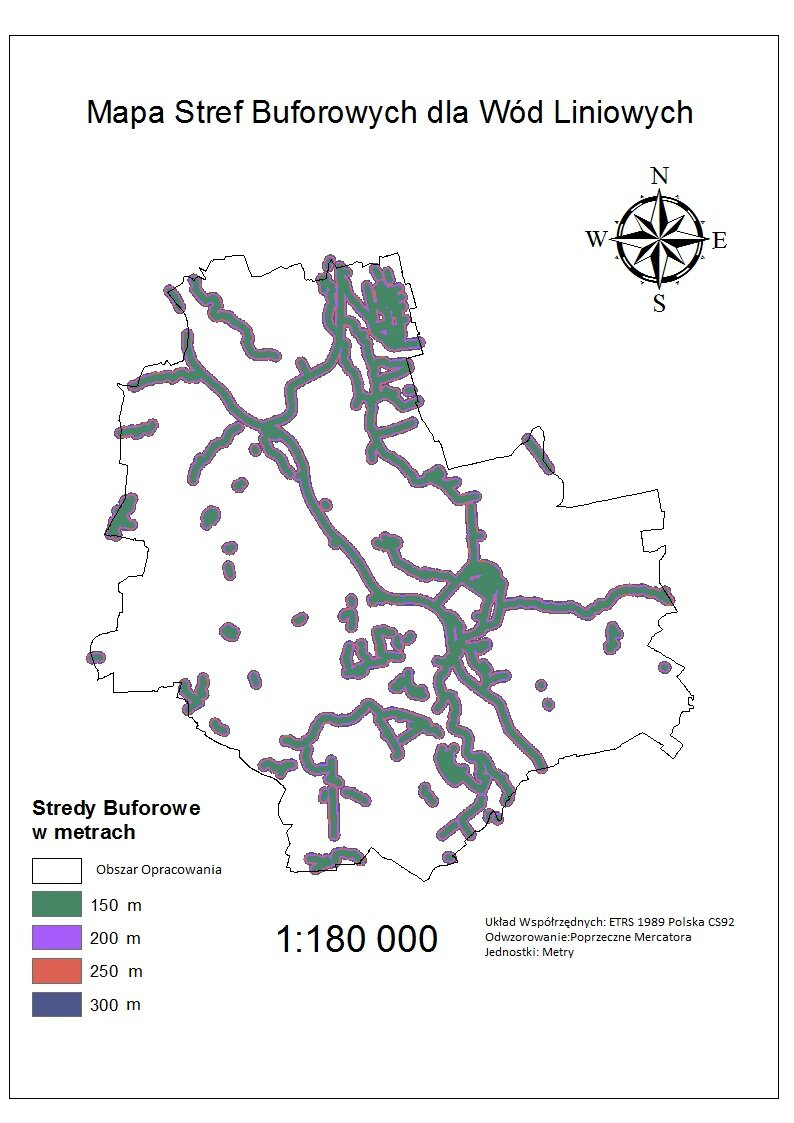 Mapa Stref Buforowych dla Wód Liniowych
N
W E
S
Stredy Buforowe
w metrach
Obszar Opracowania
150 m
200 m
250 m
300 m
1:180 000
Układ Współrzędnych: ETRS 1989 Polska CS92
Odwzorowanie:Poprzeczne Mercatora
Jednostki: Metry